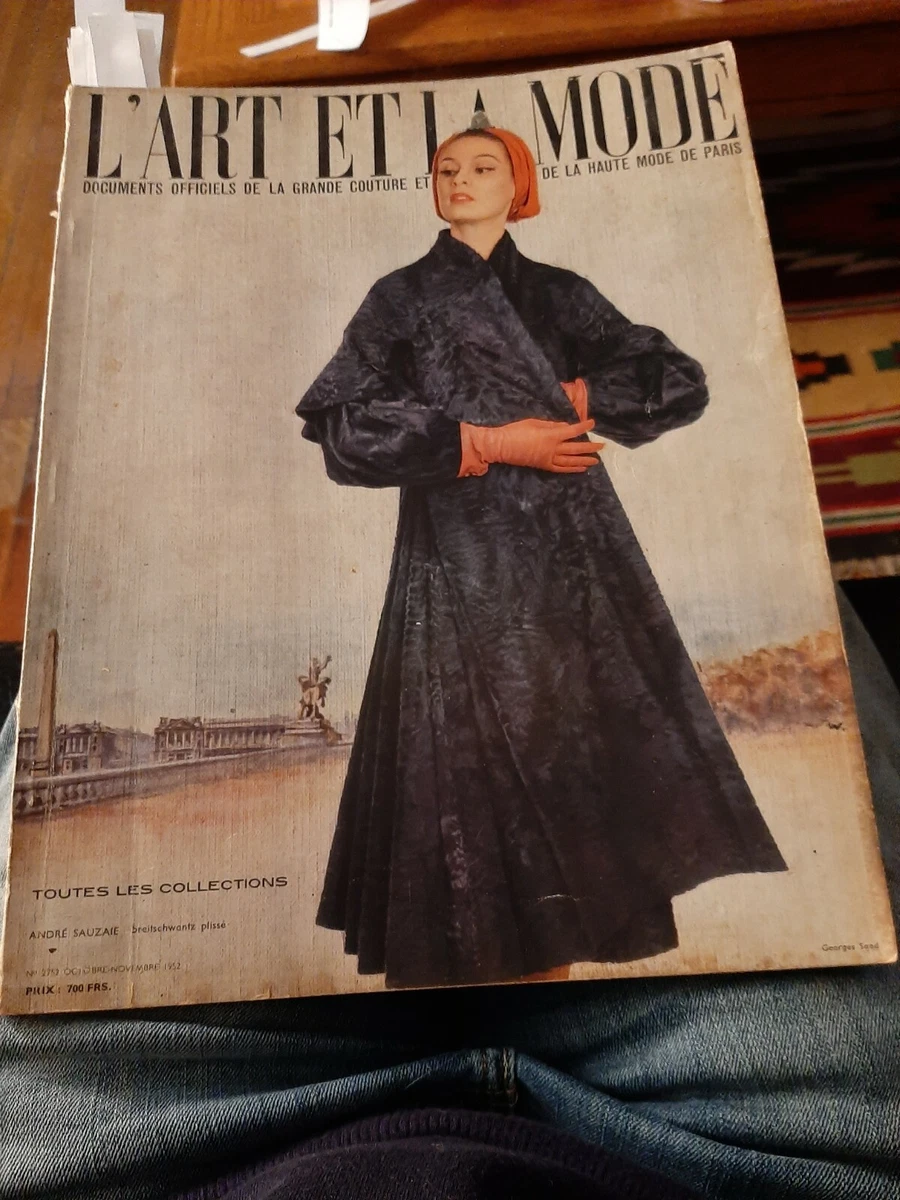 L'ART ET LA MODE
DOCUMENTS OFFICIELS DE LA GRANDE COUTURE ET DE LA HAUTE MODE DE PARIS
TOUTES LES COLLECTIONS
ANDRÉ SAUZAIE breitschwantz plissé
OCTOBRE-NOVEMBRE 1952
PRIX : 700 FRS.
Georges Saad